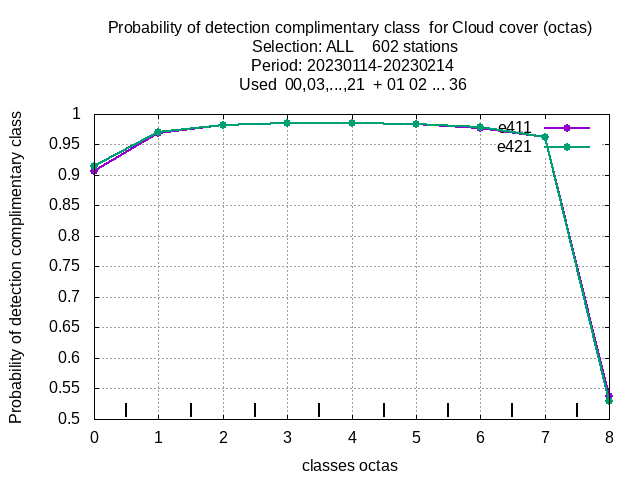 Probability of detection complimentary class  for Cloud cover (octas)
Selection: ALL    602 stations
Period: 20230114-20230214
Used  00,03,...,21  + 01 02 ... 36
Probability of detection complimentary class
1
0.95
0.9
0.85
0.8
0.75
0.7
0.65
0.6
0.55
0.5
e411
e421
0 1 2 3 4 5 6 7 8
classes octas